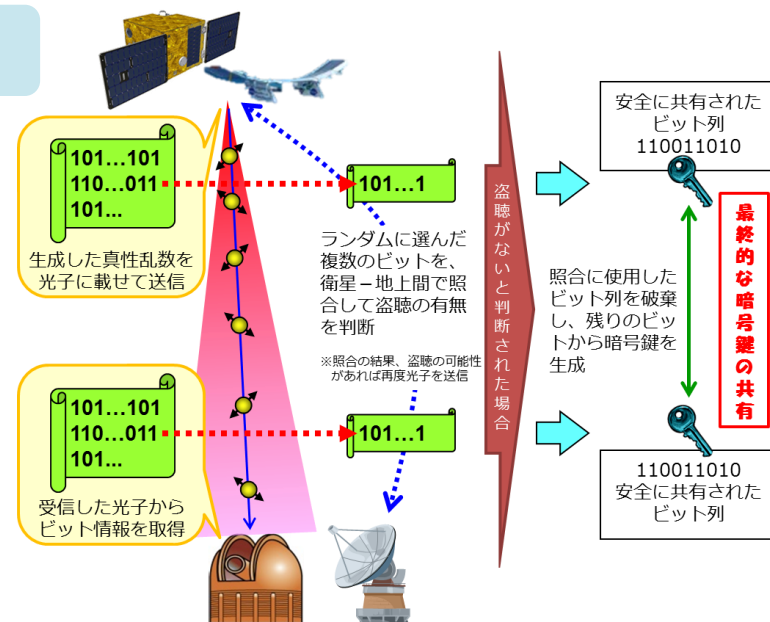 101…101
110…011
101…
生成した真性乱数を
光子に載せて送信
101…1
ランダムに選んだ
複数のビットを、
衛星－地上間で照
合して盗聴の有無
を判断
※照合の結果、盗聴の可能性
があれば再度光子を送信
101…101
110…011
101…
受信した光子から
ビット情報を取得
101…1
盗聴がないと判断された場合
安全に共有された
ビット列
110011010
照合に使用した
ビット列を破棄
し、残りのビッ
トから暗号鍵を
生成
最終的な暗号鍵の共有
110011010
安全に共有された
ビット列